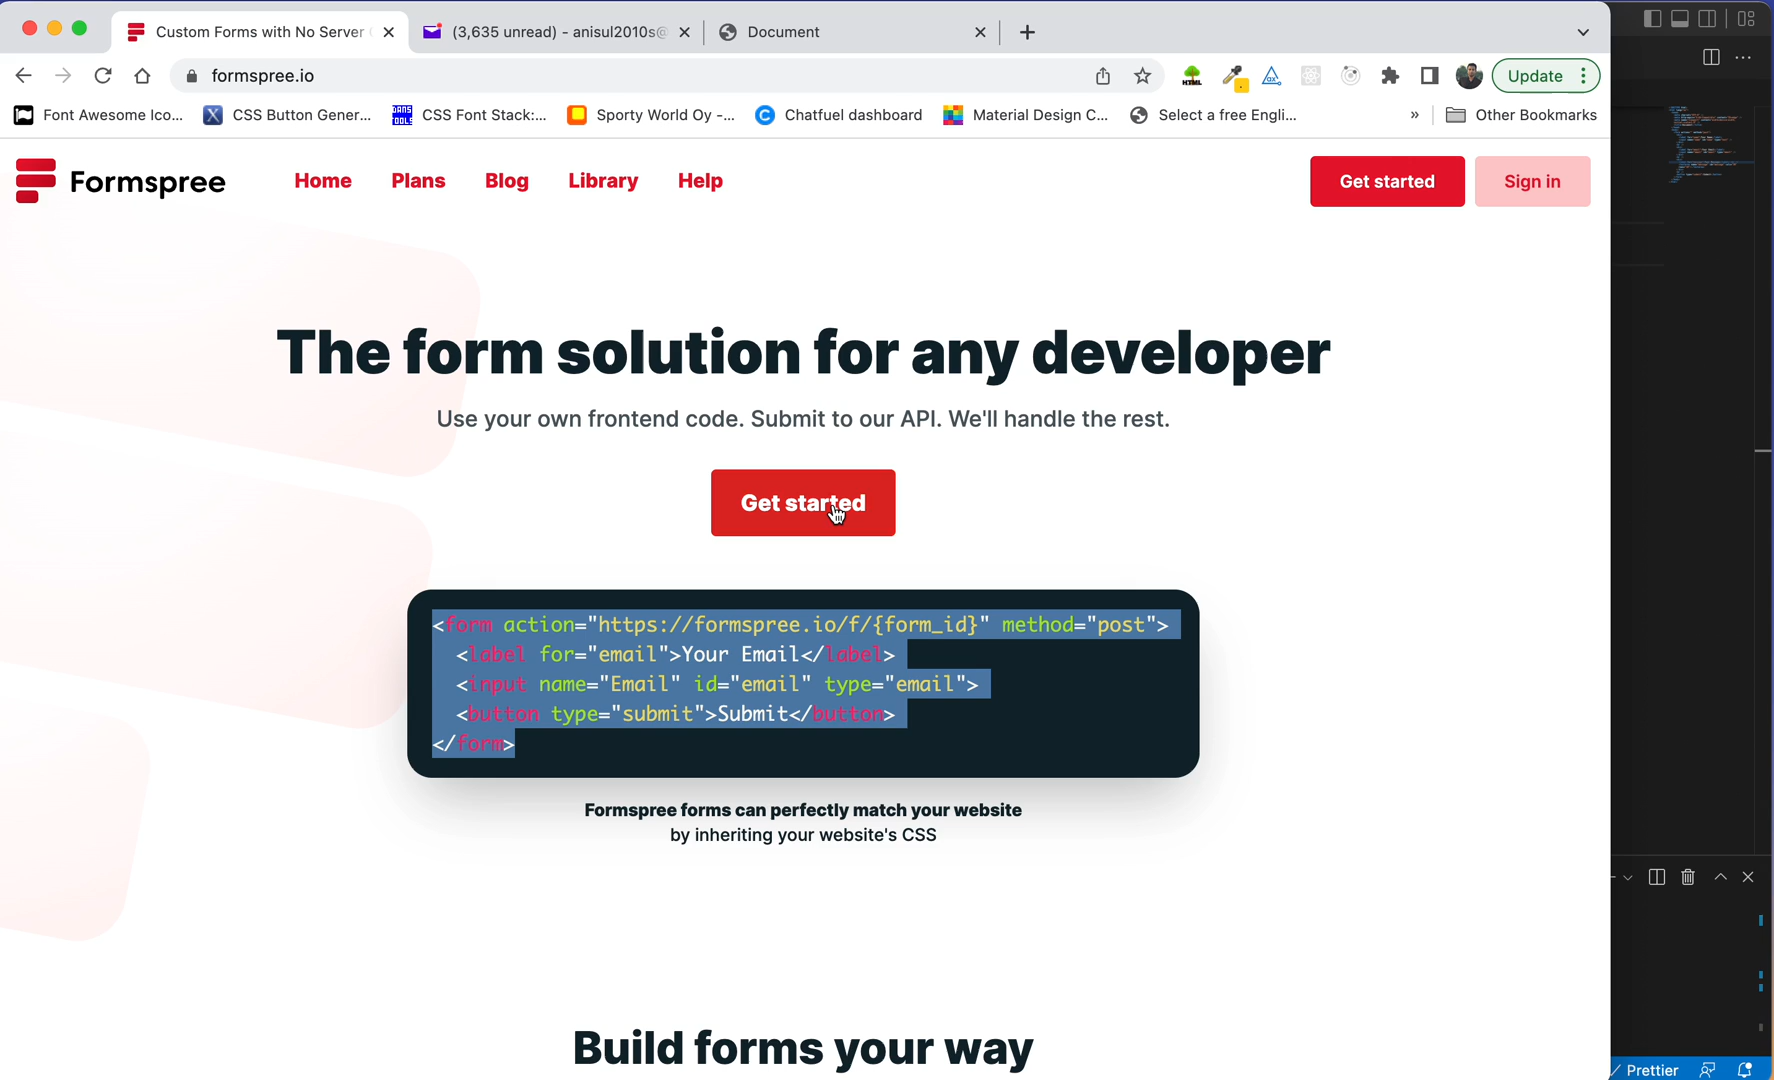 Custom Forms with No Server
(3,635 unread) - anisul2010s@
Document
formspree.io
Update
Font Awesome Ico...
CSS Button Gener...
CSS Font Stack:...
Sporty World Oy -...
Chatfuel dashboard
Material Design C...
Select a free Engli...
»
Other Bookmarks
Formspree
Home
Plans
Blog
Library
Help
Get started
Sign in
The form solution for any developer
Use your own frontend code. Submit to our API. We'll handle the rest.
Get started
<form action="https://formspree.io/f/{form_id}" method="post">
<label for="email">Your Email</label>
<input name="Email" id="email" type="email">
<button type="submit">Submit</button>
</form>
Formspree forms can perfectly match your website
by inheriting your website's CSS
Build forms your way
Prettier